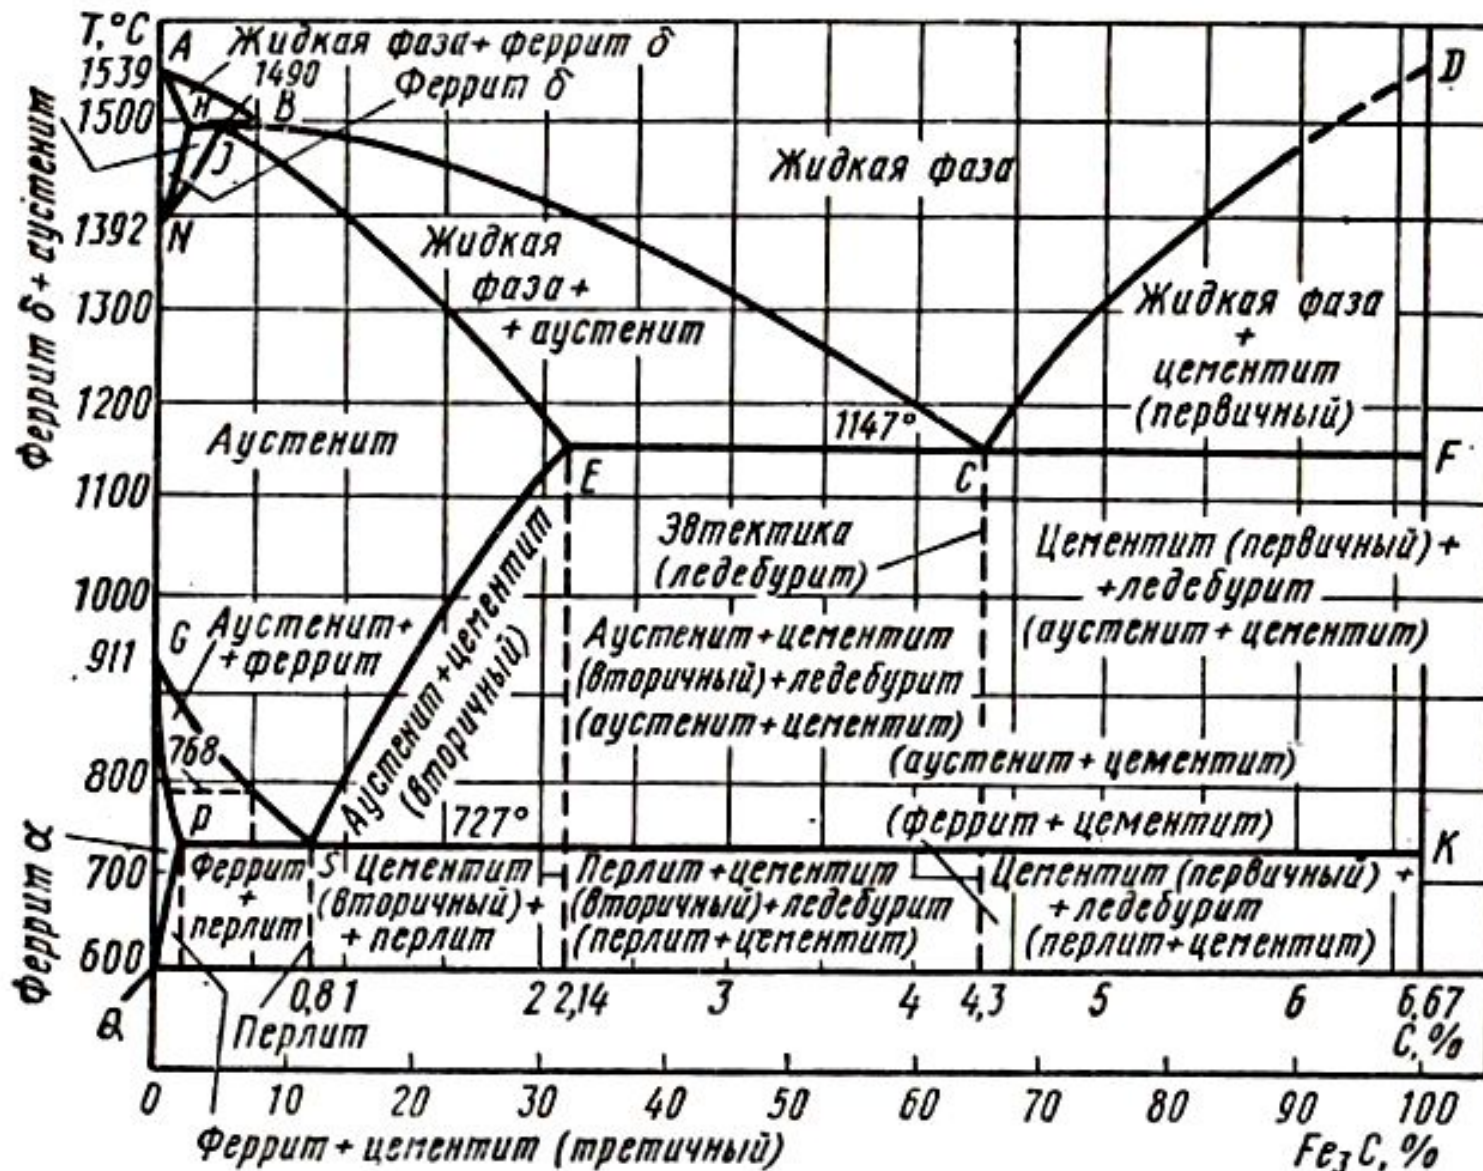 T,°C
A
Жидкая фаза+ феррит δ
1539
1490
Феррит δ
D
1500
H
B
J
Жидкая фаза
1392
N
Феррит δ + аустенит
Жидкая
фаза +
+ аустенит
1300
Жидкая фаза
+
цементит
(первичный)
1200
1147°
Аустенит
E
C
F
1100
Эвтектика
(ледебурит)
Цементит (первичный) +
+ледебурит
(аустенит + цементит)
1000
Аустенит+цементит
(вторичный)
G
Аустенит+
+феррит
911
Аустенит+цементит
(вторичный)+ледебурит
(аустенит+цементит)
768
(аустенит + цементит)
800
P
727°
(феррит + цементит)
K
Феррит α
700
Феррит
+
перлит
S
Цементит
(вторичный) +
+ перлит
Перлит + цементит
(вторичный)+ледебурит
(перлит+цементит)
Цементит (первичный) +
+ледебурит
(перлит+цементит)
600
Q
0,8
1
2
2,14
3
4
4,3
5
6
6,67
Перлит
C,%
0
10
20
30
40
50
60
70
80
90
100
Феррит + цементит (третичный)
Fe₃C,%